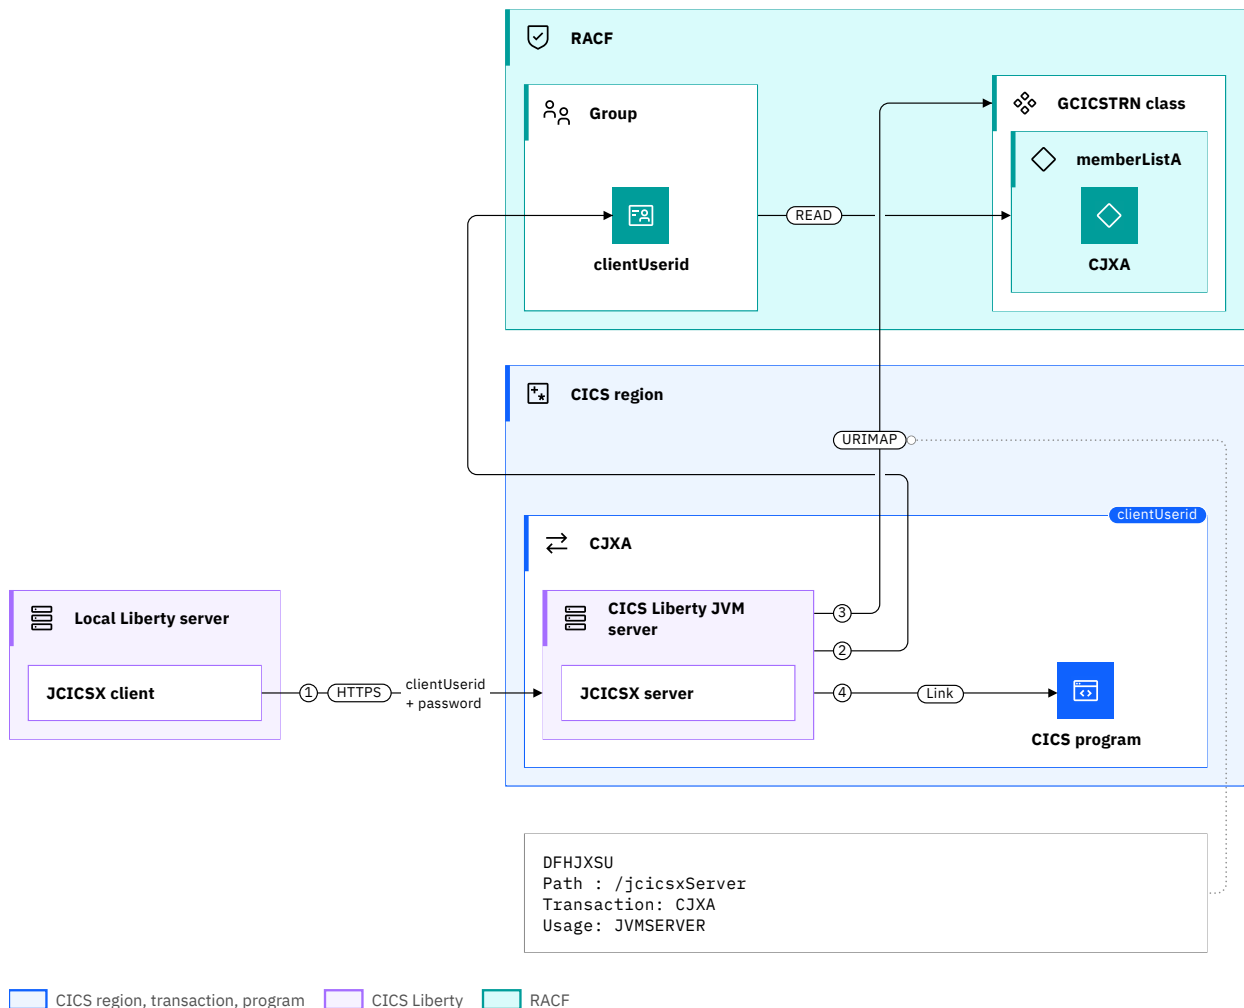 RACF
Group
GCICSTRN class
memberListA
READ
clientUserid
CJXA
CICS region
URIMAP
clientUserid
CJXA
Local Liberty server
CICS Liberty JVM
server
3
2
JCICSX client
1
HTTPS
clientUserid
+ password
JCICSX server
4
Link
CICS program
DFHJXSU
Path : /jcicsxServer
Transaction: CJXA
Usage: JVMSERVER
CICS region, transaction, program
CICS Liberty
RACF